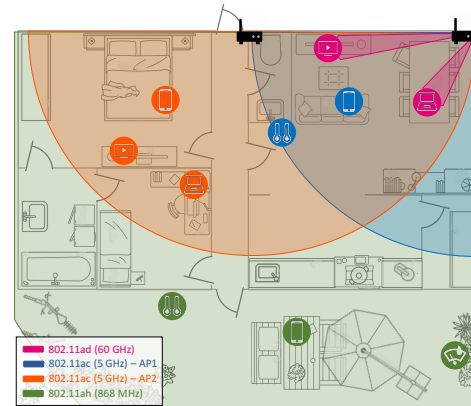 802.11ad (60 GHz)
802.11ac (5 GHz) – AP1
802.11ac (5 GHz) – AP2
802.11ah (868 MHz)